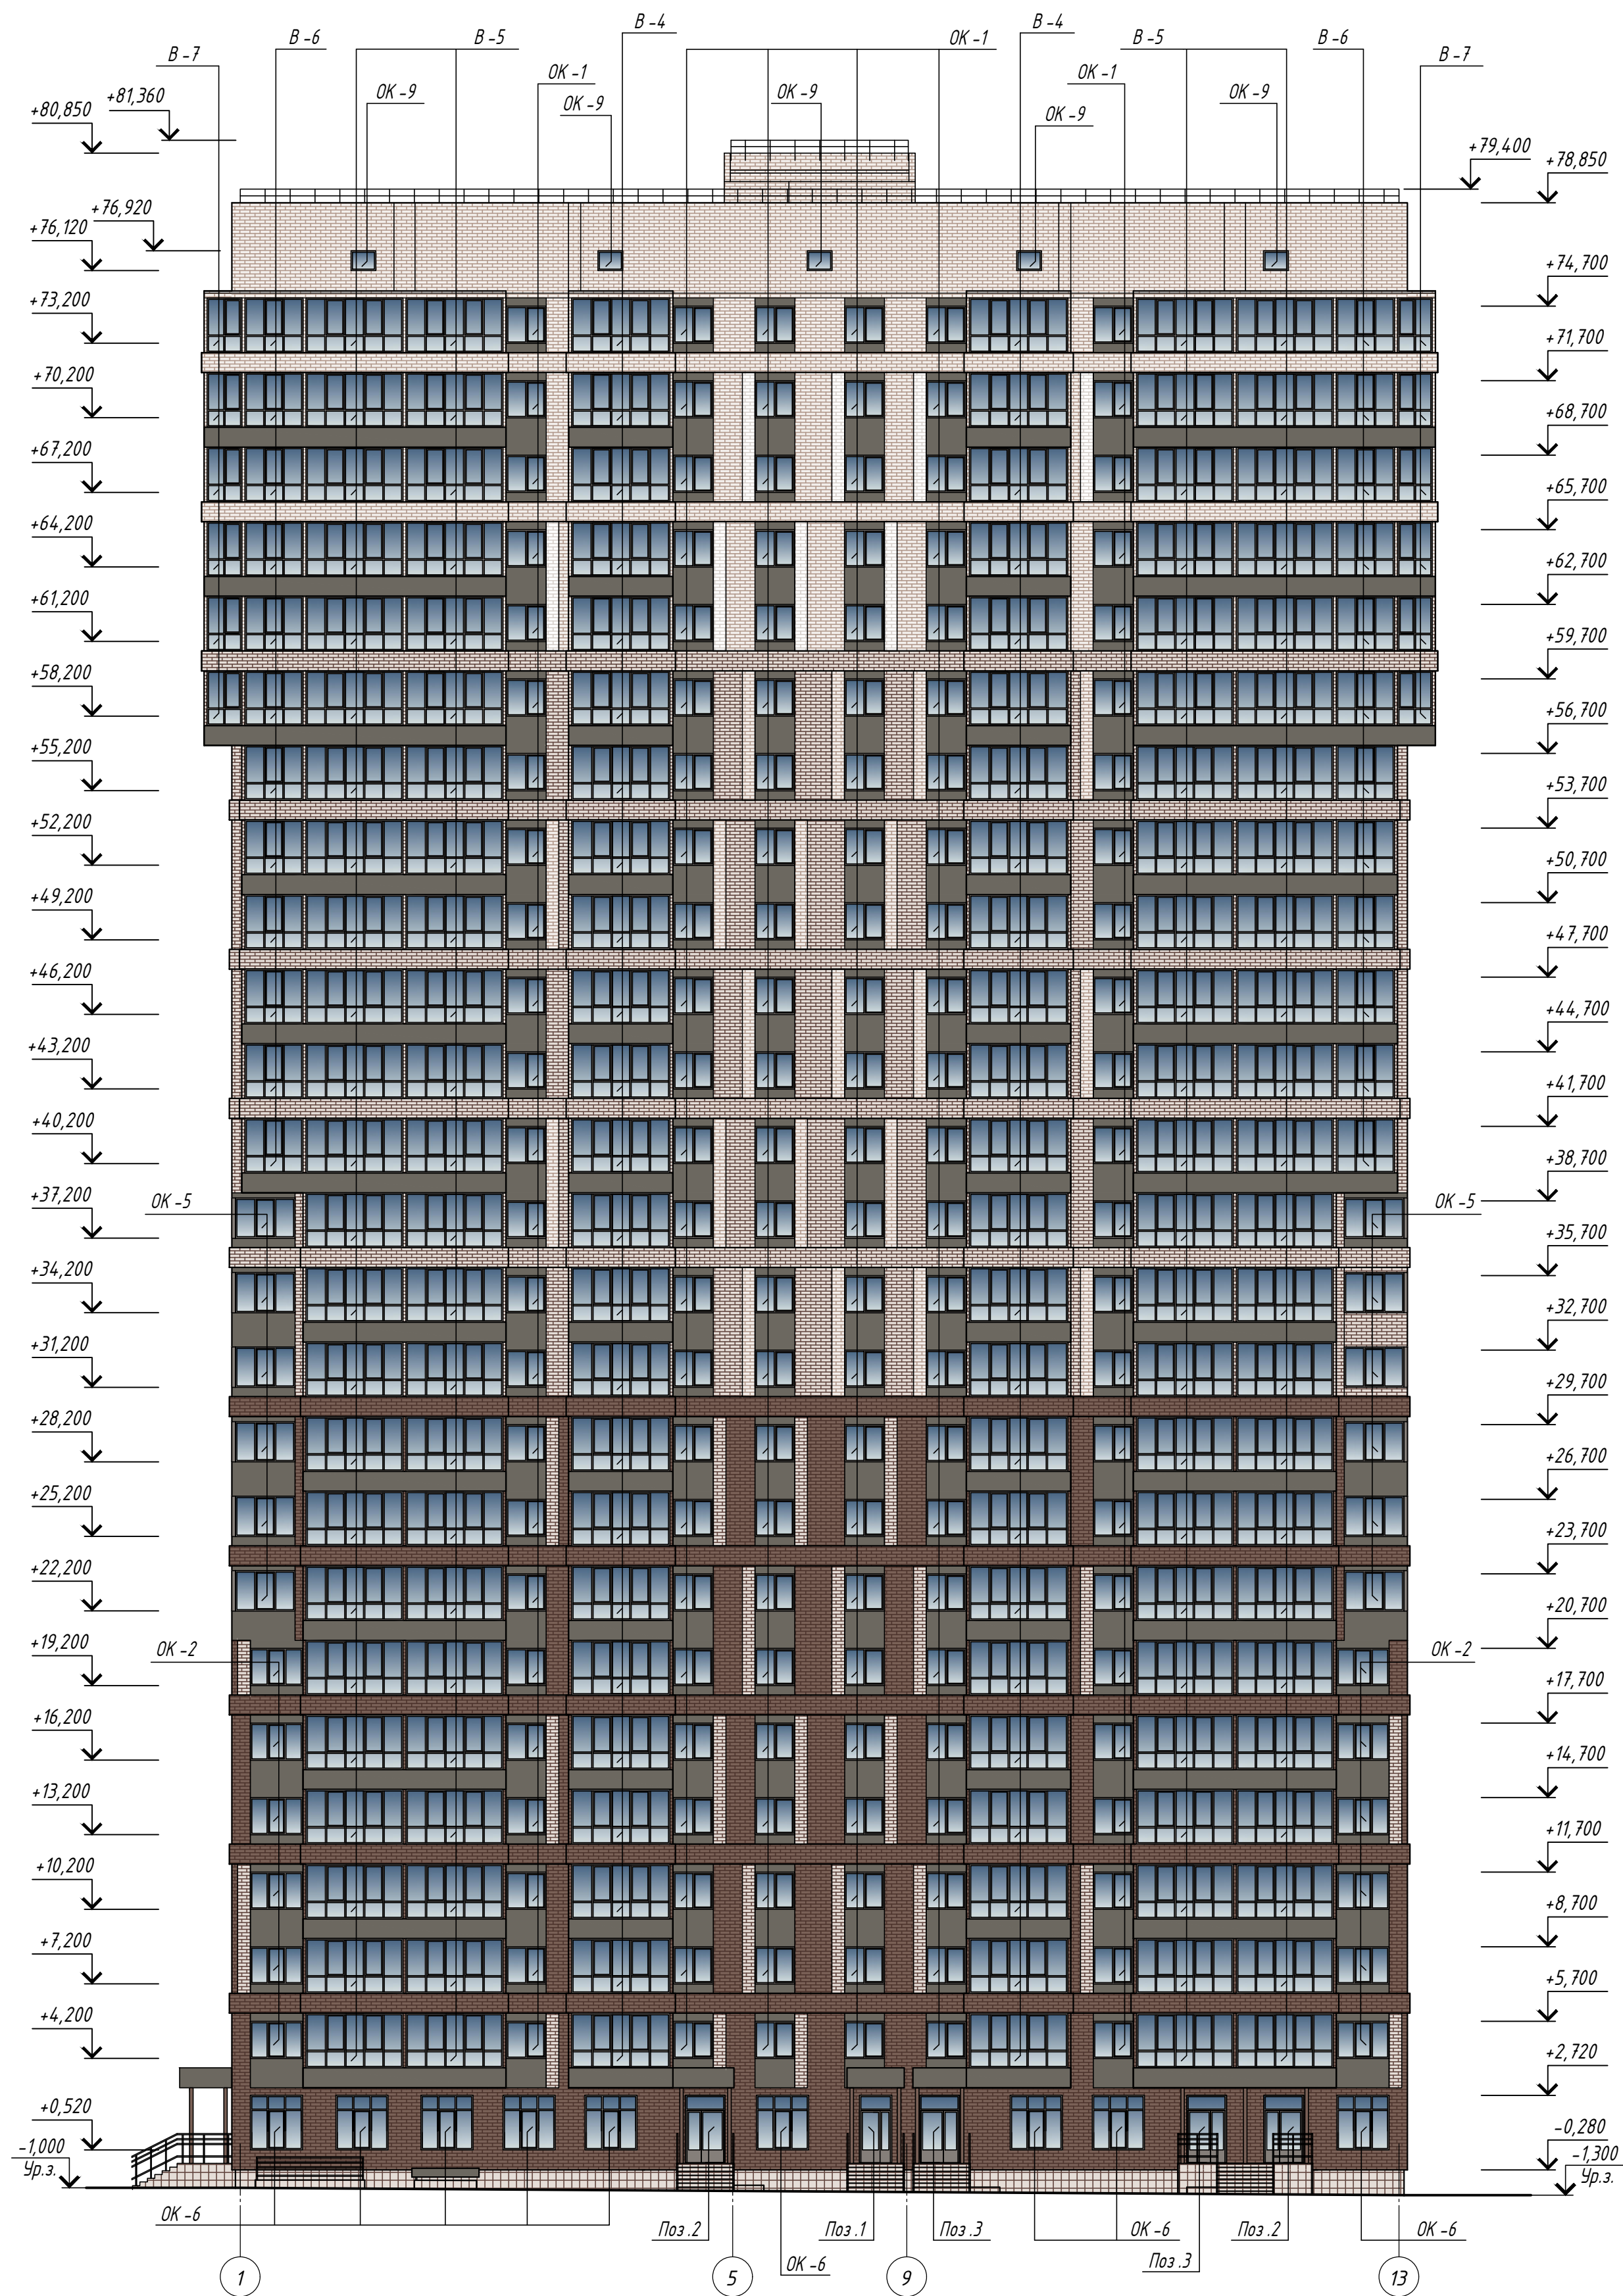 В-4
В-4
В-6
В-5
ОК-1
В-5
В-6
В-7
В-7
ОК-1
ОК-1
ОК-9
ОК-9
ОК-9
ОК-9
ОК-9
+81,360
+80,850
+79,400
+78,850
+76,920
+76,120
+74,700
+73,200
+71,700
+70,200
+68,700
+67,200
+65,700
+64,200
+62,700
+61,200
+59,700
+58,200
+56,700
+55,200
+53,700
+52,200
+50,700
+49,200
+47,700
+46,200
+44,700
+43,200
+41,700
+40,200
+38,700
+37,200
ОК-5
ОК-5
+35,700
+34,200
+32,700
+31,200
+29,700
+28,200
+26,700
+25,200
+23,700
+22,200
+20,700
+19,200
ОК-2
ОК-2
+17,700
+16,200
+14,700
+13,200
+11,700
+10,200
+8,700
+7,200
+5,700
+4,200
+2,720
+0,520
-0,280
-1,000
Ур.з.
-1,300
Ур.з.
ОК-6
Поз.2
Поз.1
Поз.3
ОК-6
Поз.2
ОК-6
ОК-6
Поз.3
1
5
9
13